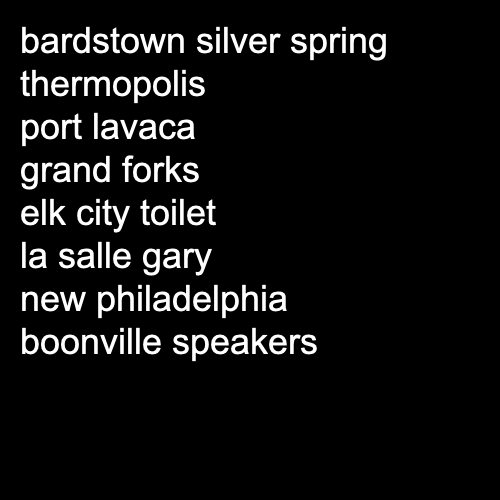 bardstown silver spring
thermopolis
port lavaca
grand forks
elk city toilet
la salle gary
new philadelphia
boonville speakers